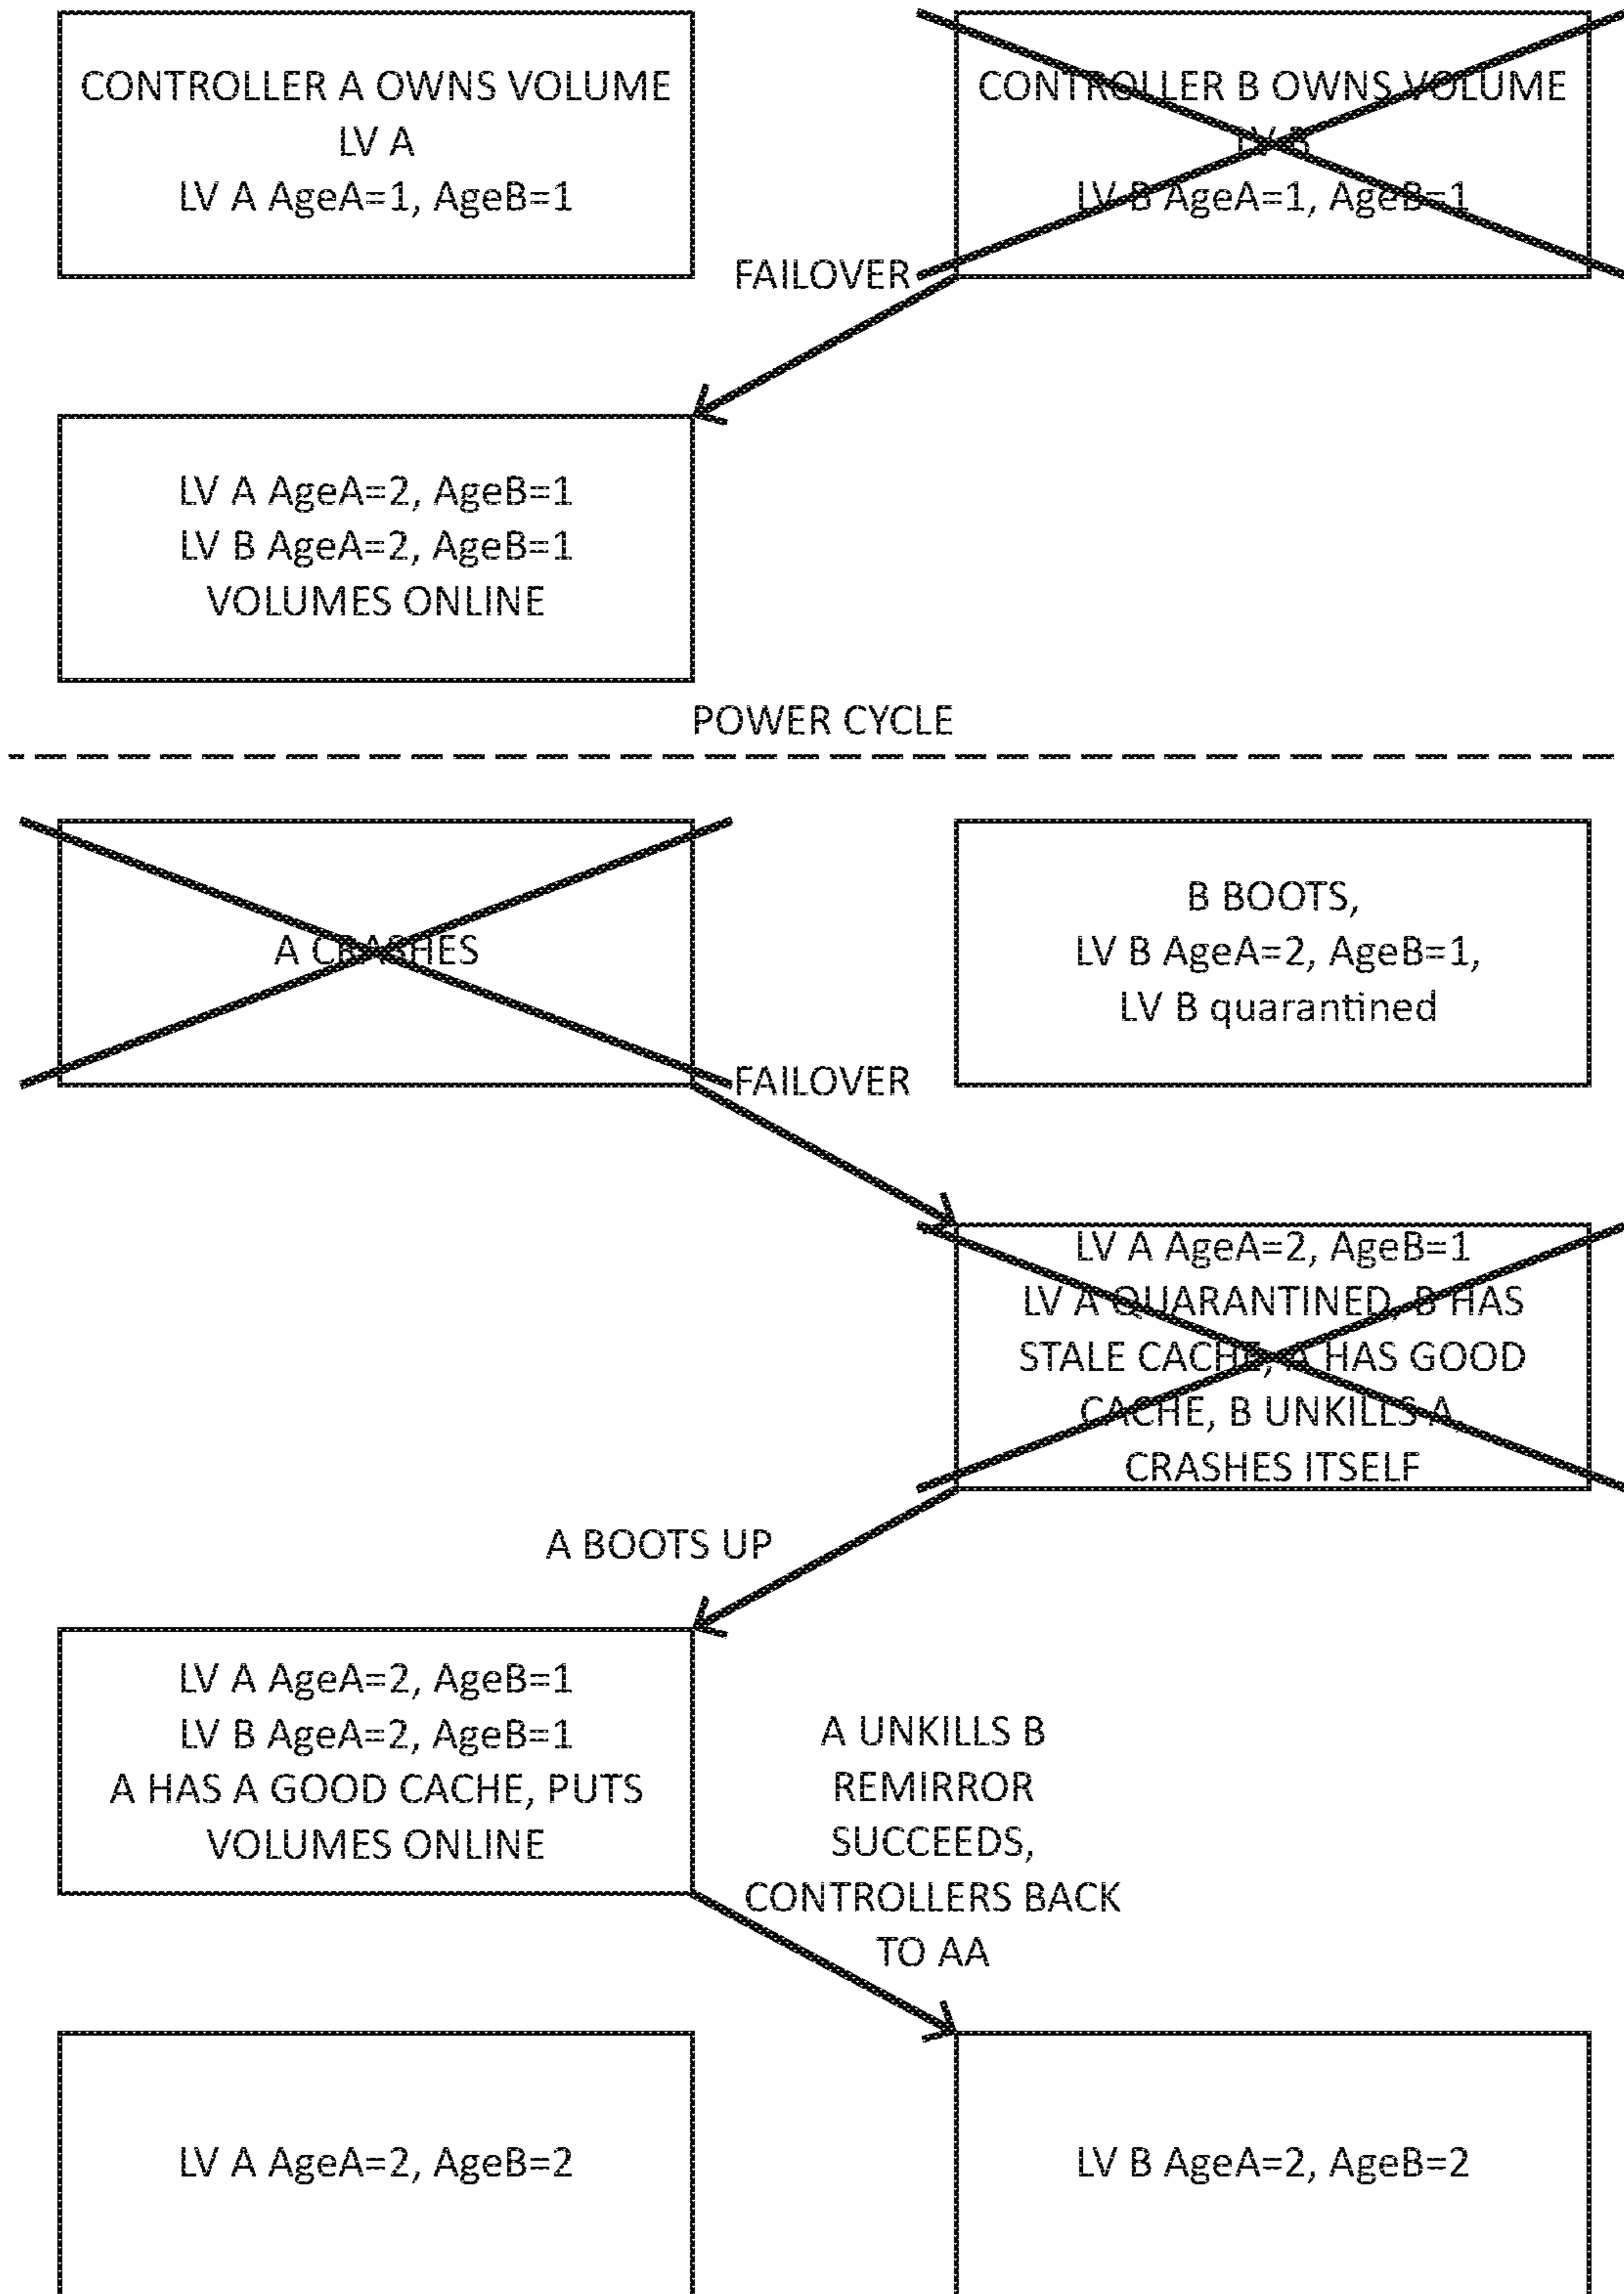 CONTROLLER A OWNS VOLUME
LV A
LV A AgeA=1, AgeB=1
CONTROLLER B OWNS VOLUME
LV B
LV B AgeA=1, AgeB=1
FAILOVER
LV A AgeA=2, AgeB=1
LV B AgeA=2, AgeB=1
VOLUMES ONLINE
POWER CYCLE
A CRASHES
B BOOTS,
LV B AgeA=2, AgeB=1,
LV B quarantined
FAILOVER
LV A AgeA=2, AgeB=1
LV A QUARANTINED, B HAS
STALE CACHE, A HAS GOOD
CACHE, B UNKILLS A,
CRASHES ITSELF
A BOOTS UP
LV A AgeA=2, AgeB=1
LV B AgeA=2, AgeB=1
A HAS A GOOD CACHE, PUTS
VOLUMES ONLINE
A UNKILLS B
REMIRROR
SUCCEEDS,
CONTROLLERS BACK
TO AA
LV A AgeA=2, AgeB=2
LV B AgeA=2, AgeB=2